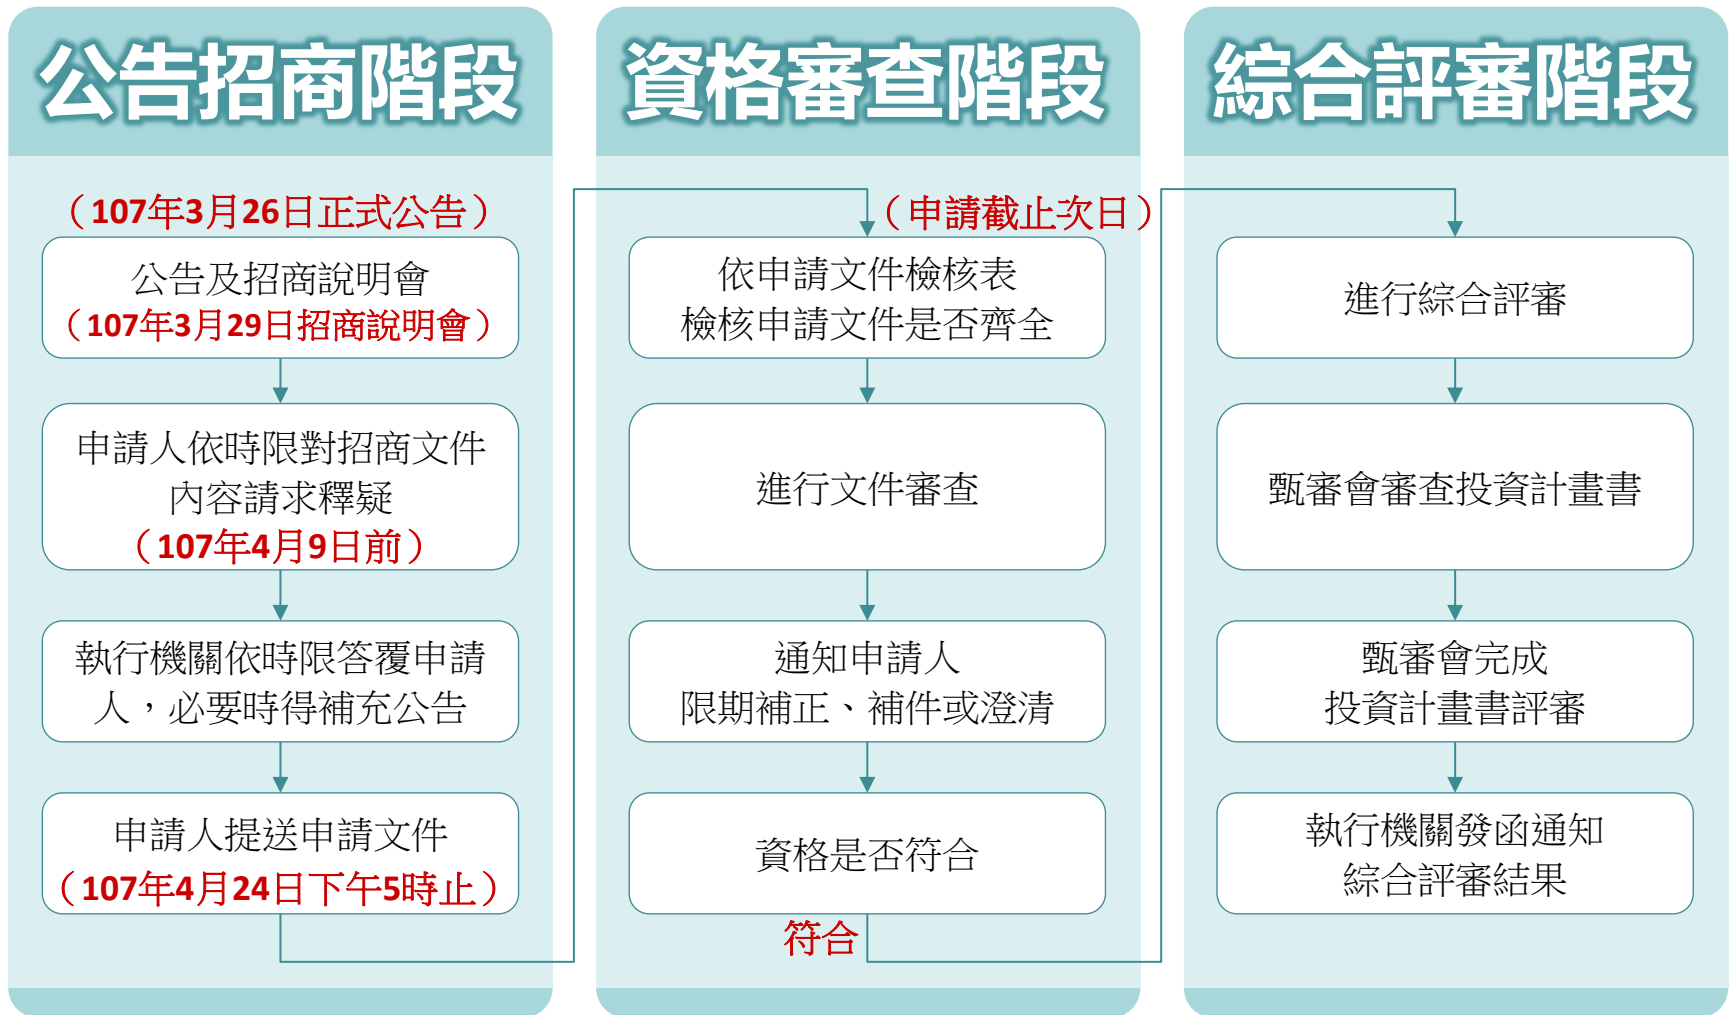 公告招商階段
（107年3月26日正式公告）
公告及招商說明會
（107年3月29日招商說明會）
申請人依時限對招商文件
內容請求釋疑
（107年4月9日前）
執行機關依時限答覆申請
人，必要時得補充公告
申請人提送申請文件
（107年4月24日下午5時止）
資格審查階段
（申請截止次日）
依申請文件檢核表
檢核申請文件是否齊全
進行文件審查
通知申請人
限期補正、補件或澄清
資格是否符合
符合
綜合評審階段
進行綜合評審
甄審會審查投資計畫書
甄審會完成
投資計畫書評審
執行機關發函通知
綜合評審結果